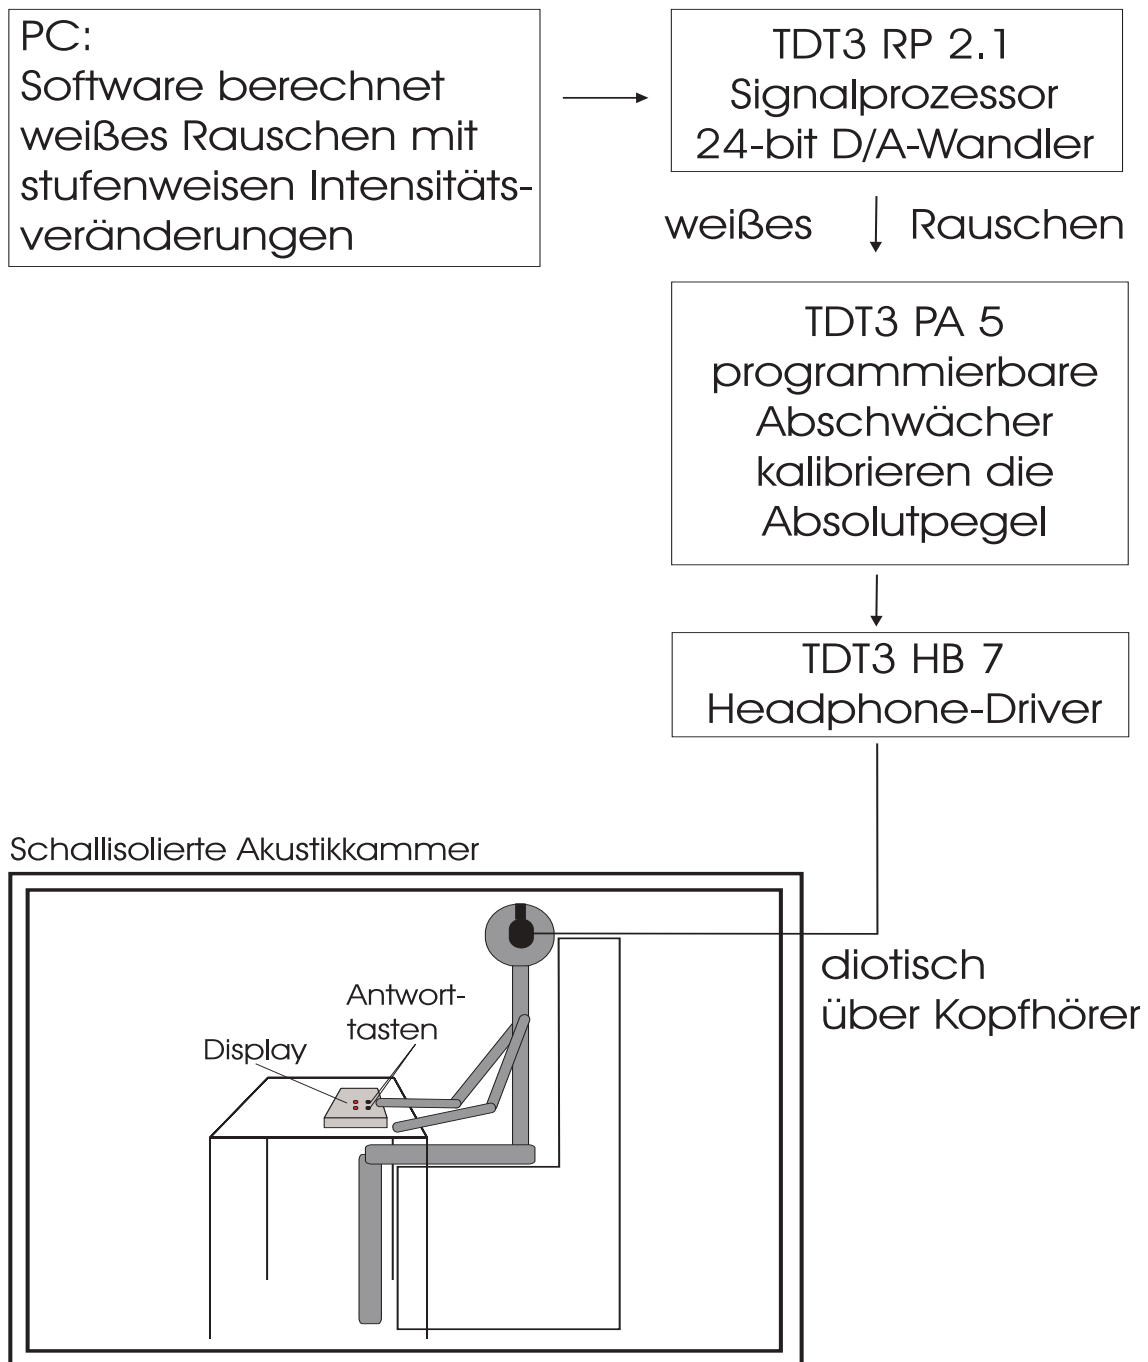 PC:
Software berechnet
weißes Rauschen mit
stufenweisen Intensitäts-
veränderungen
TDT3 RP 2.1
Signalprozessor
24-bit D/A-Wandler
weißes Rauschen
TDT3 PA 5
programmierbare
Abschwächer
kalibrieren die
Absolutpegel
TDT3 HB 7
Headphone-Driver
Schallisolierte Akustikkammer
diotisch
über Kopfhörer
Antwort-
tasten
Display